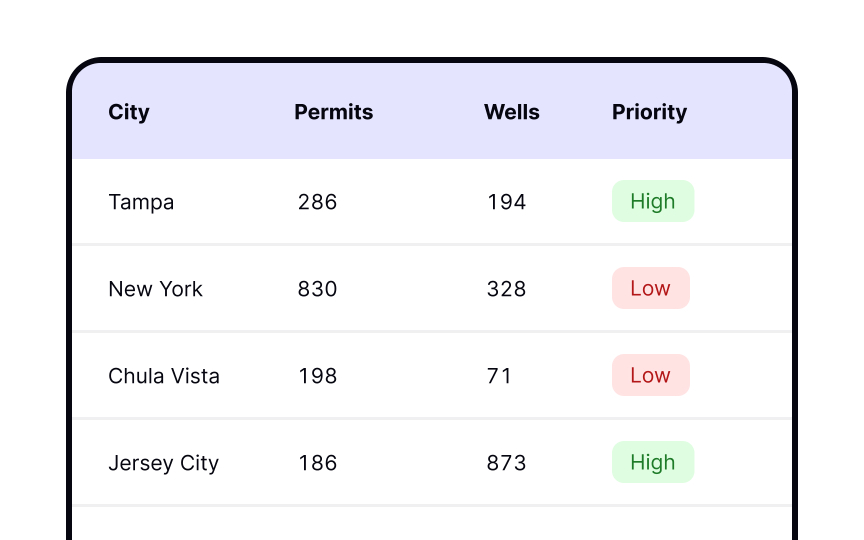 City Permits Wells Priority
Tampa 286 194 High
New York 830 328 Low
Chula Vista 198 71 Low
Jersey City 186 873 High